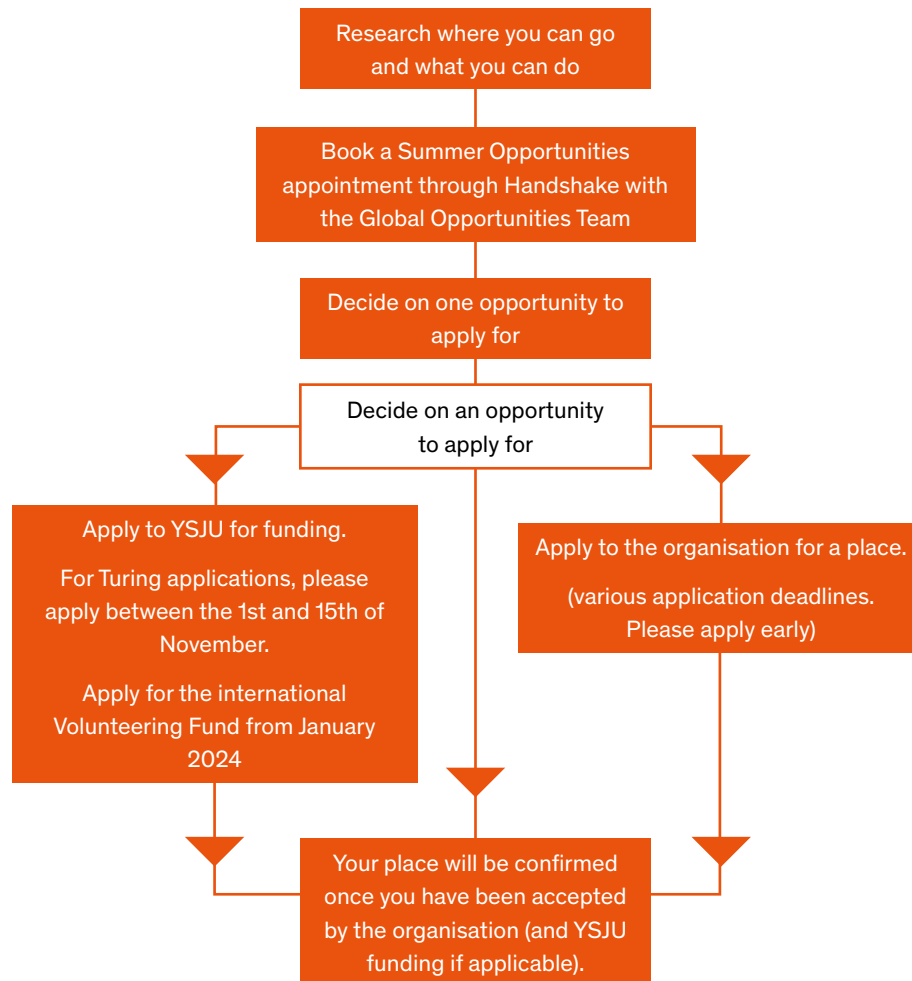 Research where you can go
and what you can do
Book a Summer Opportunities
appointment through Handshake with
the Global Opportunities Team
Decide on one opportunity to
apply for
Decide on an opportunity
to apply for
Apply to YSJU for funding.
For Turing applications, please
apply between the 1st and 15th of
November.
Apply for the international
Volunteering Fund from January
2024
Apply to the organisation for a place.
(various application deadlines.
Please apply early)
Your place will be confirmed
once you have been accepted
by the organisation (and YSJU
funding if applicable).